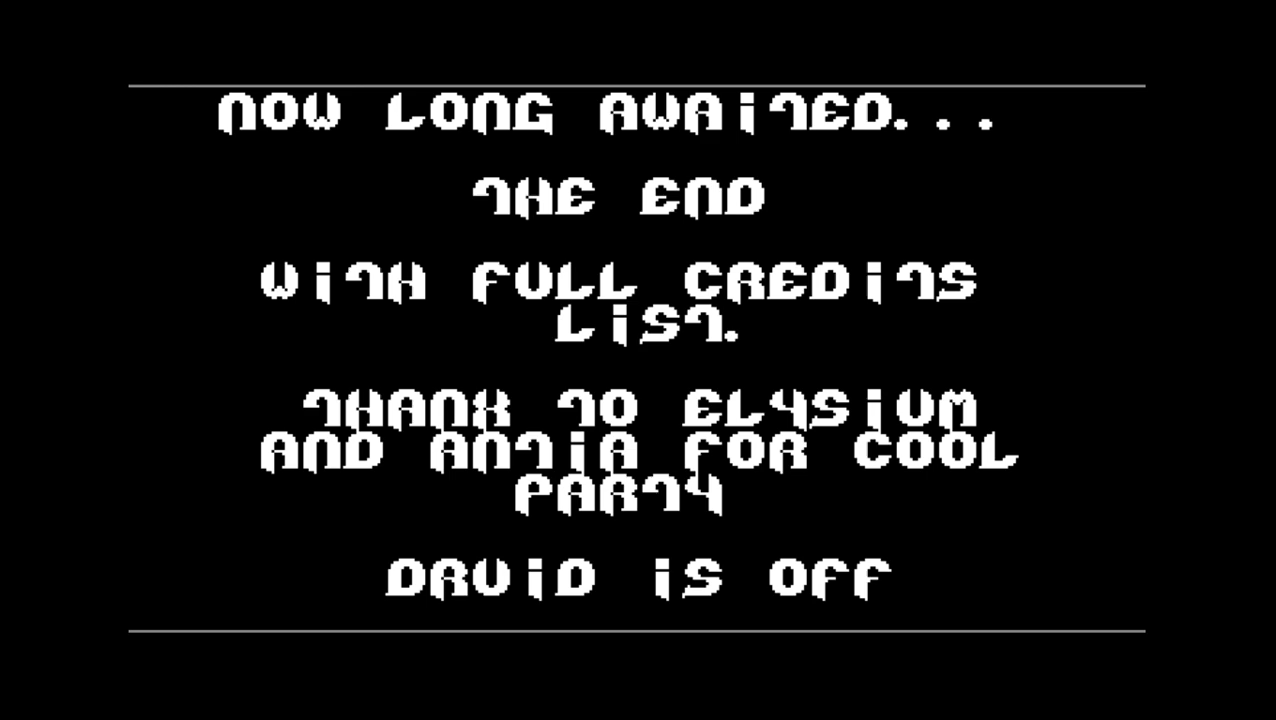 NOW LONG AWAiTED...
THE END
WiTH FULL CREDiTS
LiST.
THANX TO ELYSiUM
AND ANTiA FOR COOL
PARTY
DRUiD iS OFF